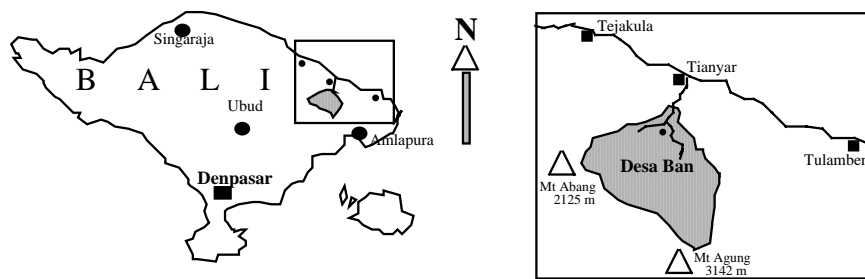 Singaraja
B A L I
Ubud
Amlapura
Denpasar
N
Tejakula
Tianyar
Tulamben
Desa Ban
Mt Abang
2125 m
Mt Agung
3142 m